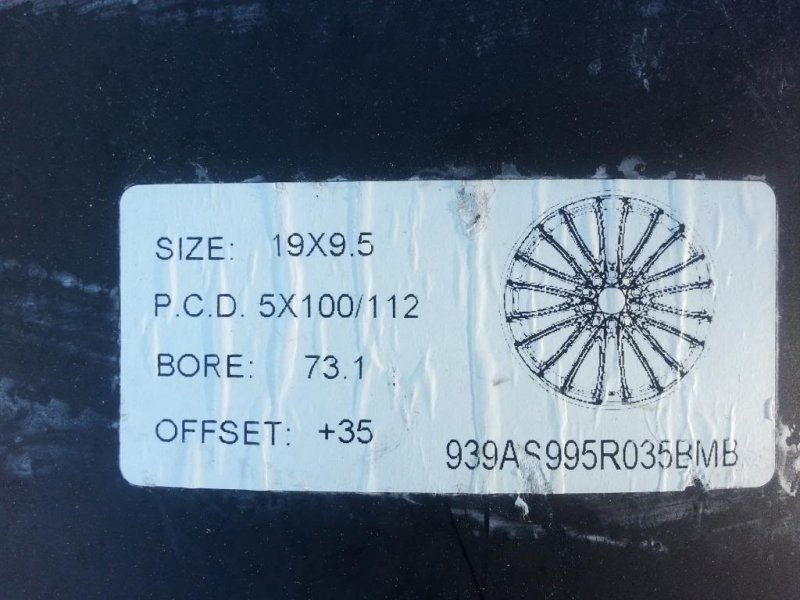 SIZE: 19X9.5
P.C.D. 5X100/112
BORE: 73.1
OFFSET: +35
939AS995R035BMB